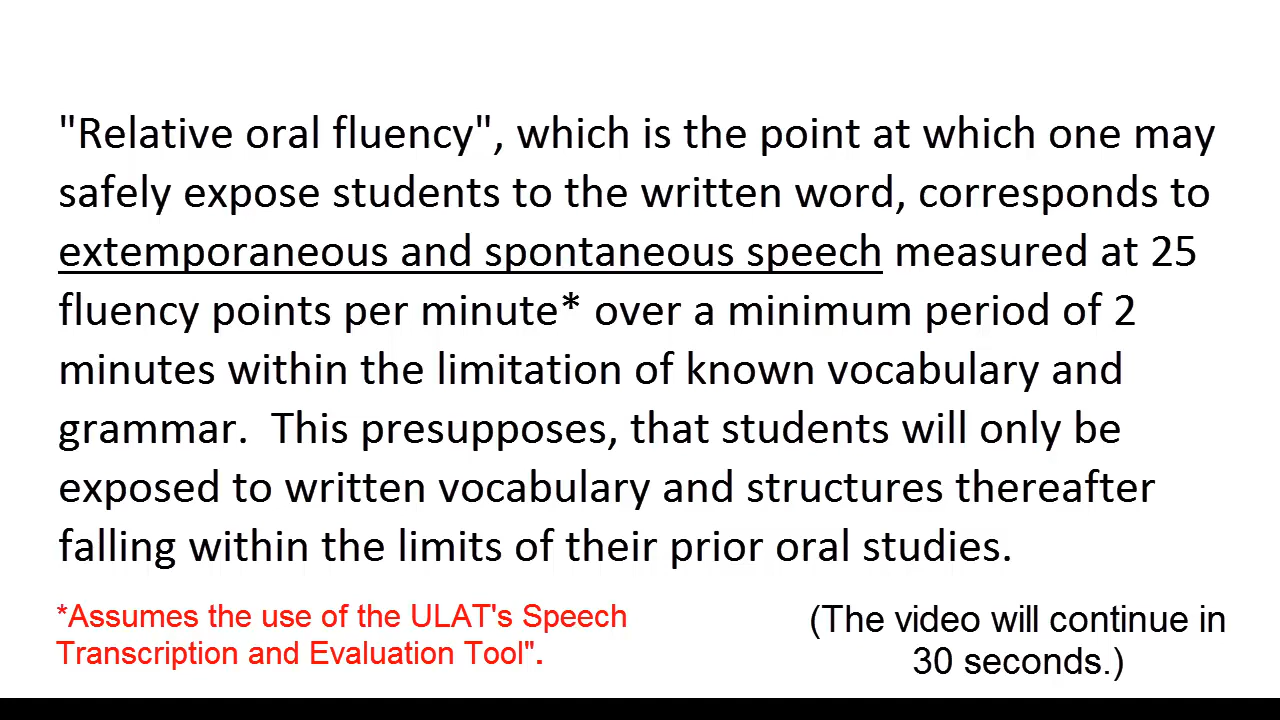 "Relative oral fluency", which is the point at which one may
safely expose students to the written word, corresponds to
extemporaneous and spontaneous speech measured at 25
fluency points per minute* over a minimum period of 2
minutes within the limitation of known vocabulary and
grammar.  This presupposes, that students will only be
exposed to written vocabulary and structures thereafter
falling within the limits of their prior oral studies.
*Assumes the use of the ULAT's Speech
Transcription and Evaluation Tool".
(The video will continue in
30 seconds.)